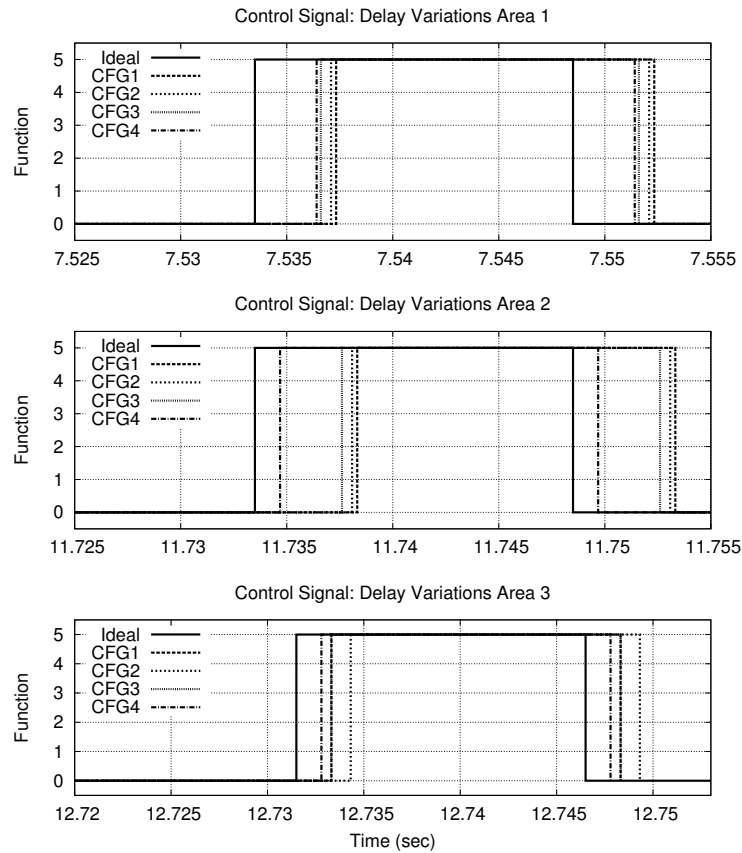 Control Signal: Delay Variations Area 1
Function
5
4
3
2
1
0
Ideal
CFG1
CFG2
CFG3
CFG4
7.525 7.53 7.535 7.54 7.545 7.55 7.555
Control Signal: Delay Variations Area 2
Function
5
4
3
2
1
0
Ideal
CFG1
CFG2
CFG3
CFG4
11.725 11.73 11.735 11.74 11.745 11.75 11.755
Control Signal: Delay Variations Area 3
Function
5
4
3
2
1
0
Ideal
CFG1
CFG2
CFG3
CFG4
12.72 12.725 12.73 12.735 12.74 12.745 12.75
Time (sec)